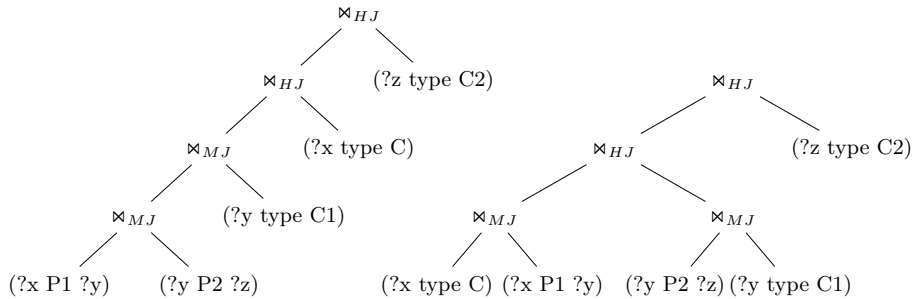 ⋈HJ
⋈HJ (?z type C2) ⋈HJ
⋈MJ (?x type C) ⋈HJ (?z type C2)
⋈MJ (?y type C1) ⋈MJ ⋈MJ
(?x P1 ?y) (?y P2 ?z) (?x type C) (?x P1 ?y) (?y P2 ?z) (?y type C1)